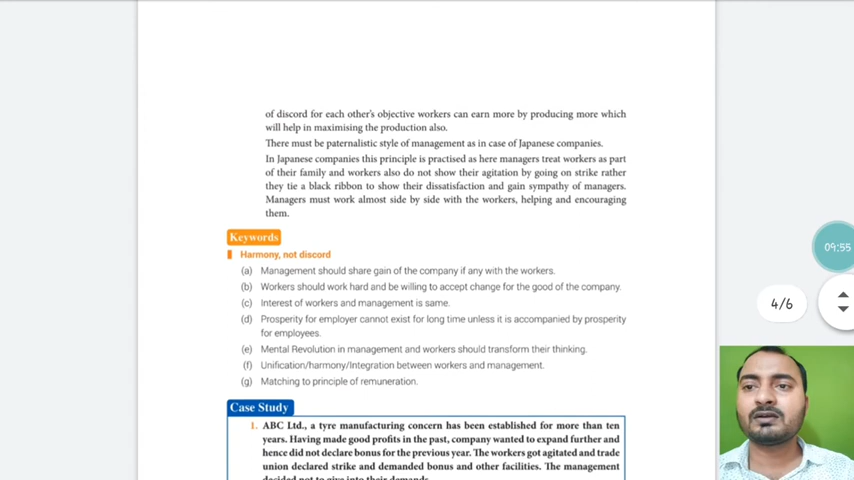 of discord for each other's objective workers can earn more by producing more which
will help in maximising the production also.
There must be paternalistic style of management as in case of Japanese companies.
In Japanese companies this principle is practised as here managers treat workers as part
of their family and workers also do not show their agitation by going on strike rather
they tie a black ribbon to show their dissatisfaction and gain sympathy of managers.
Managers must work almost side by side with the workers, helping and encouraging
them.
Keywords
Harmony, not discord
(a) Management should share gain of the company if any with the workers.
(b) Workers should work hard and be willing to accept change for the good of the company.
(c) Interest of workers and management is same.
(d) Prosperity for employer cannot exist for long time unless it is accompanied by prosperity
for employees.
(e) Mental Revolution in management and workers should transform their thinking.
(f) Unification/harmony/Integration between workers and management.
(g) Matching to principle of remuneration.
Case Study
1. ABC Ltd., a tyre manufacturing concern has been established for more than ten
years. Having made good profits in the past, company wanted to expand further and
hence did not declare bonus for the previous year. The workers got agitated and trade
union declared strike and demanded bonus and other facilities. The management
decided not to give into their demands.
09:55
4/6